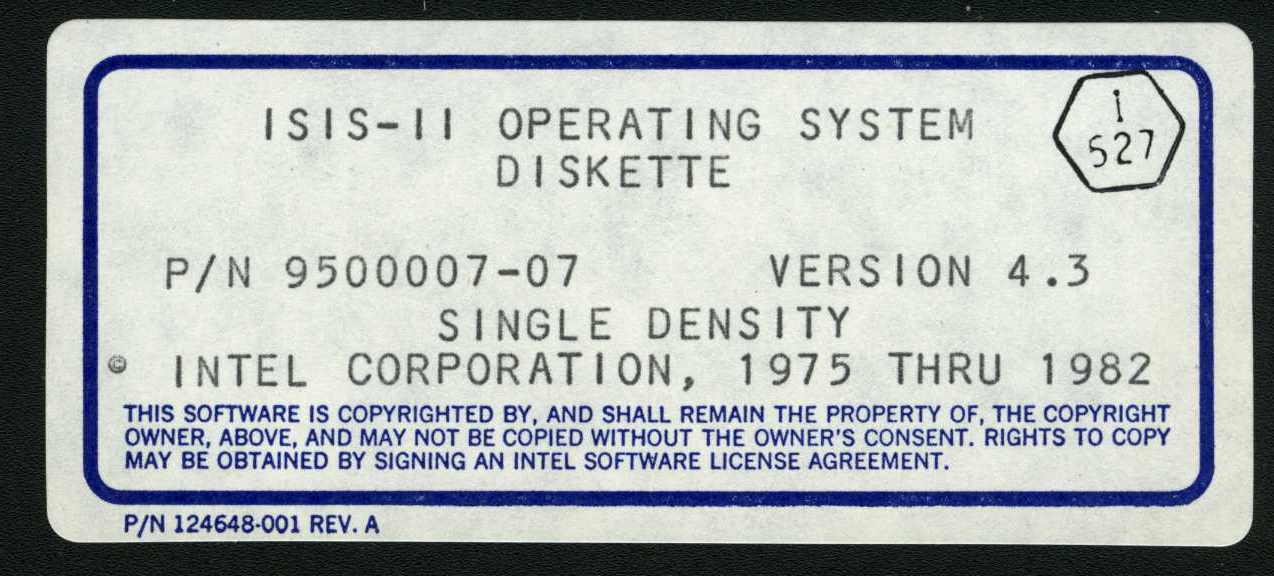 ISIS-II OPERATING SYSTEM
DISKETTE
I
527
P/N 9500007-07 VERSION 4.3
SINGLE DENSITY
© INTEL CORPORATION, 1975 THRU 1982
THIS SOFTWARE IS COPYRIGHTED BY, AND SHALL REMAIN THE PROPERTY OF, THE COPYRIGHT
OWNER, ABOVE, AND MAY NOT BE COPIED WITHOUT THE OWNER'S CONSENT. RIGHTS TO COPY
MAY BE OBTAINED BY SIGNING AN INTEL SOFTWARE LICENSE AGREEMENT.
P/N 124648-001 REV. A